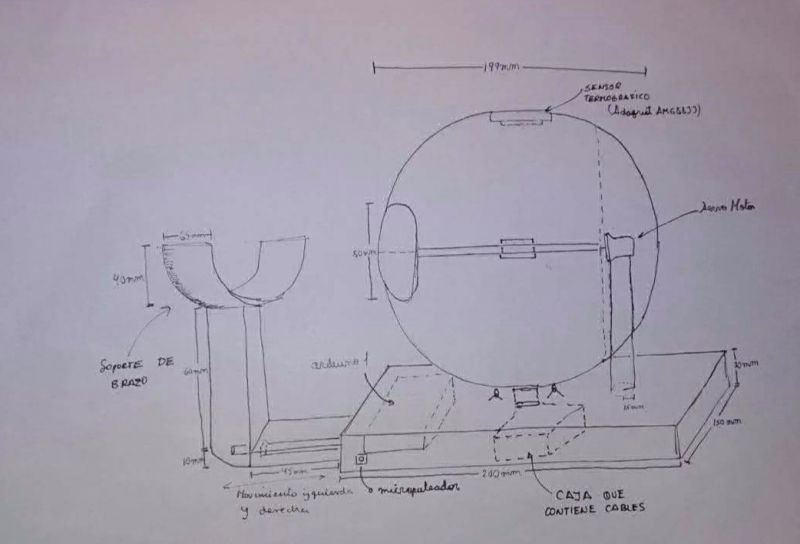 199mm
SENSOR
TERMOGRAFICO
(Adafruit AMG8833)
Servo Motor
65mm
40mm
50mm
SOPORTE DE
BRAZO
60mm
arduino 1
10mm
45mm
Movimiento izquierda
y derecha
micropulsador
240mm
CAJA QUE
CONTIENE CABLES
15mm
150mm